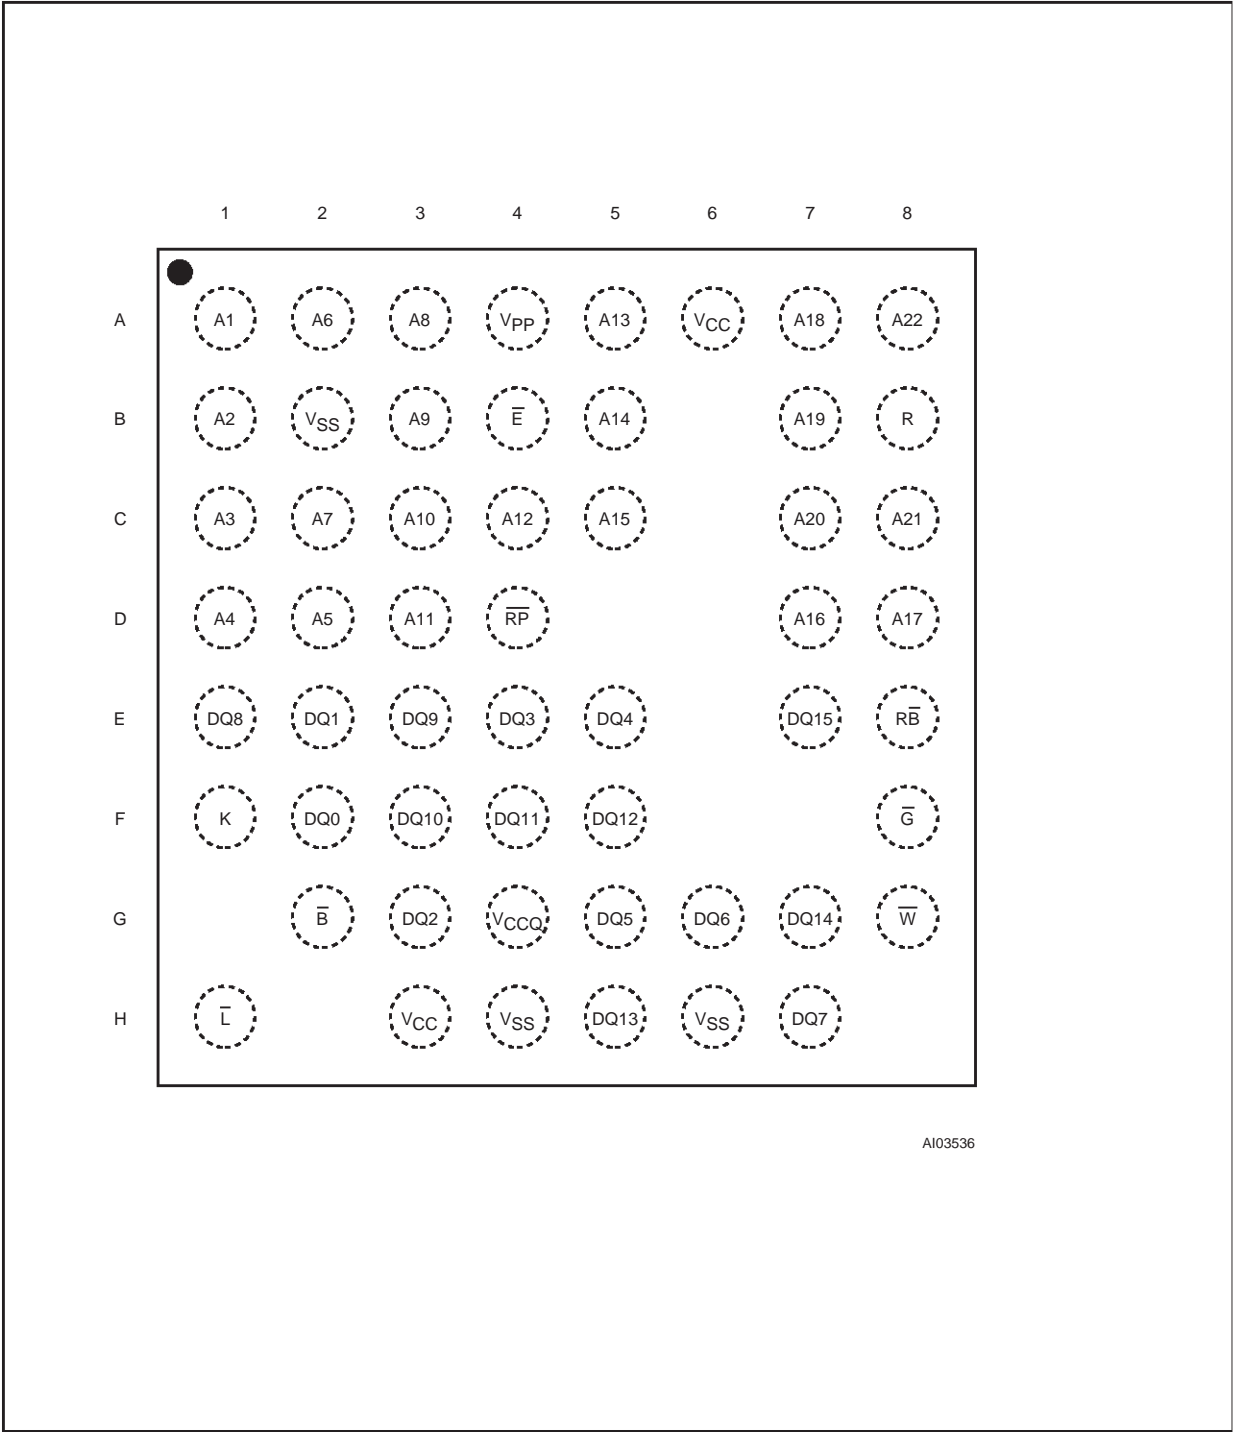 1 2 3 4 5 6 7 8
A A1 A6 A8 VPP A13 VCC A18 A22
B A2 VSS A9 E̅ A14 A19 R
C A3 A7 A10 A12 A15 A20 A21
D A4 A5 A11 R̅P̅ A16 A17
E DQ8 DQ1 DQ9 DQ3 DQ4 DQ15 RB̅
F K DQ0 DQ10 DQ11 DQ12 G̅
G B̅ DQ2 VCCQ DQ5 DQ6 DQ14 W̅
H L̅ VCC VSS DQ13 VSS DQ7
AI03536